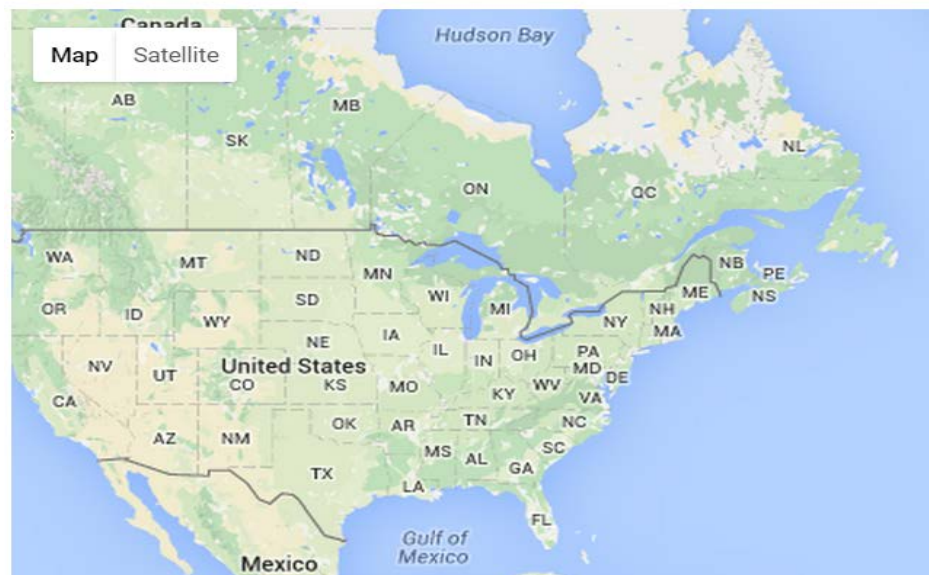 Canada
Map Satellite
Hudson Bay
AB
MB
SK
NL
ON
QC
WA
MT
ND
MN
NB
PE
OR
ID
SD
WI
MI
ME
NS
WY
NY
NH
MA
NE
IA
IL
IN
OH
PA
NV
UT
United States
CO
KS
MO
KY
WV
MD
DE
VA
CA
AZ
NM
OK
AR
TN
NC
SC
MS
AL
GA
TX
LA
FL
Gulf of
Mexico
Mexico